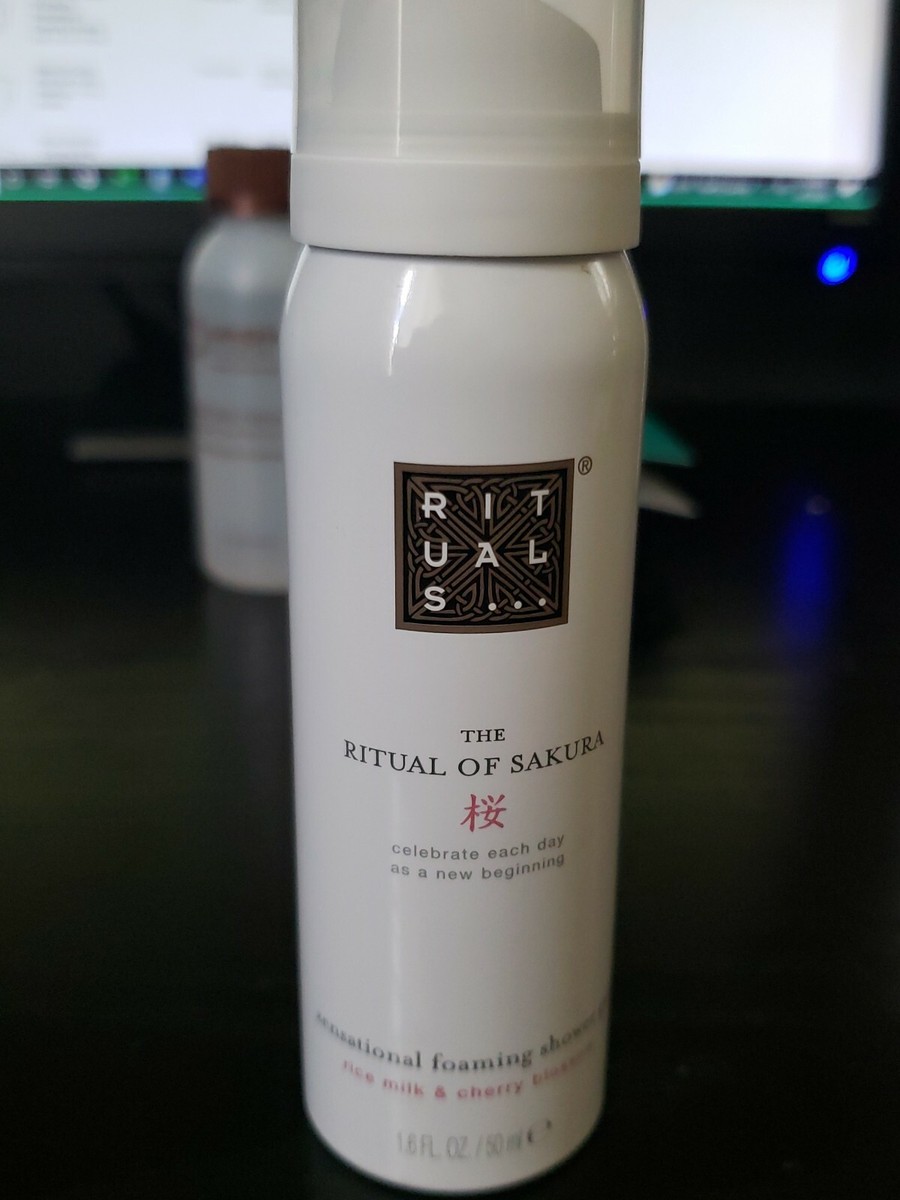 RIT
UAL
S...
®
THE
RITUAL OF SAKURA
桜
celebrate each day
as a new beginning
sensational foaming shower
rice milk & cherry blossom
1.6 FL. OZ. / 50 ml ℮